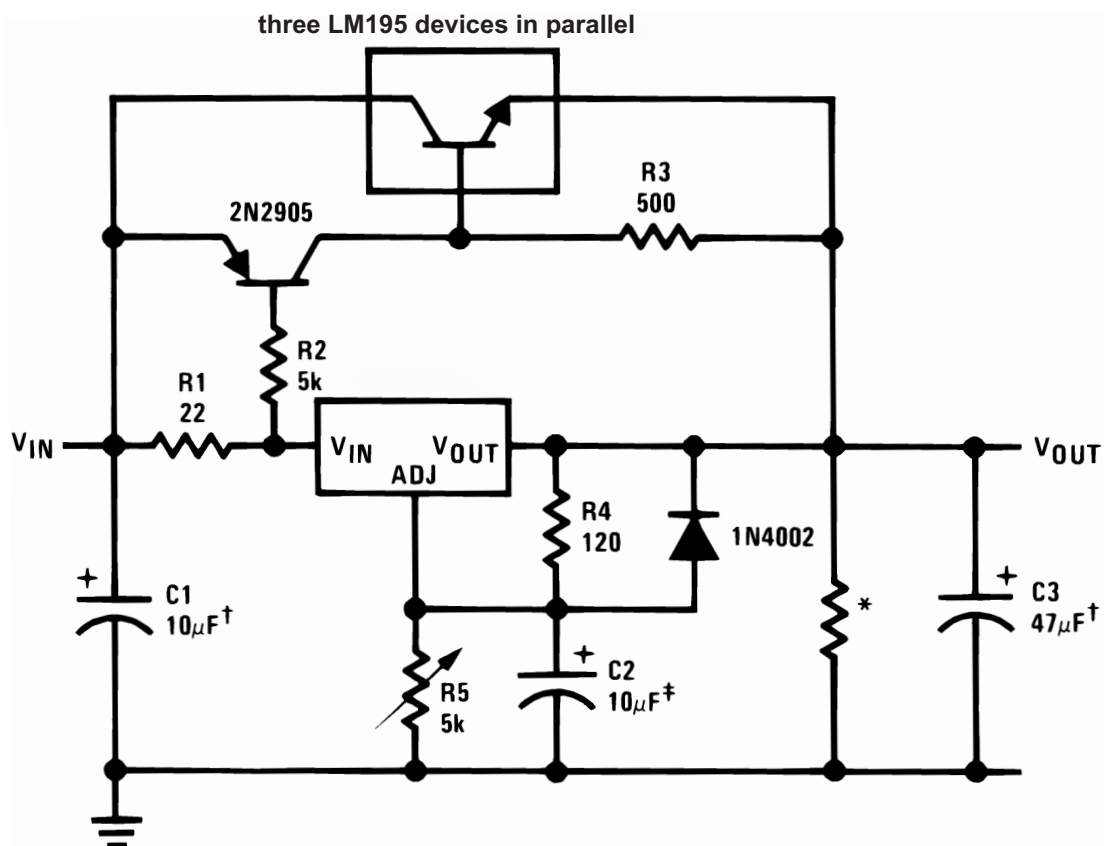 three LM195 devices in parallel
R3
500
2N2905
R2
5k
R1
22
VIN
VIN
VOUT
ADJ
VOUT
R4
120
1N4002
+
C1
10μF†
*
+
C3
47μF†
R5
5k
+
C2
10μF‡